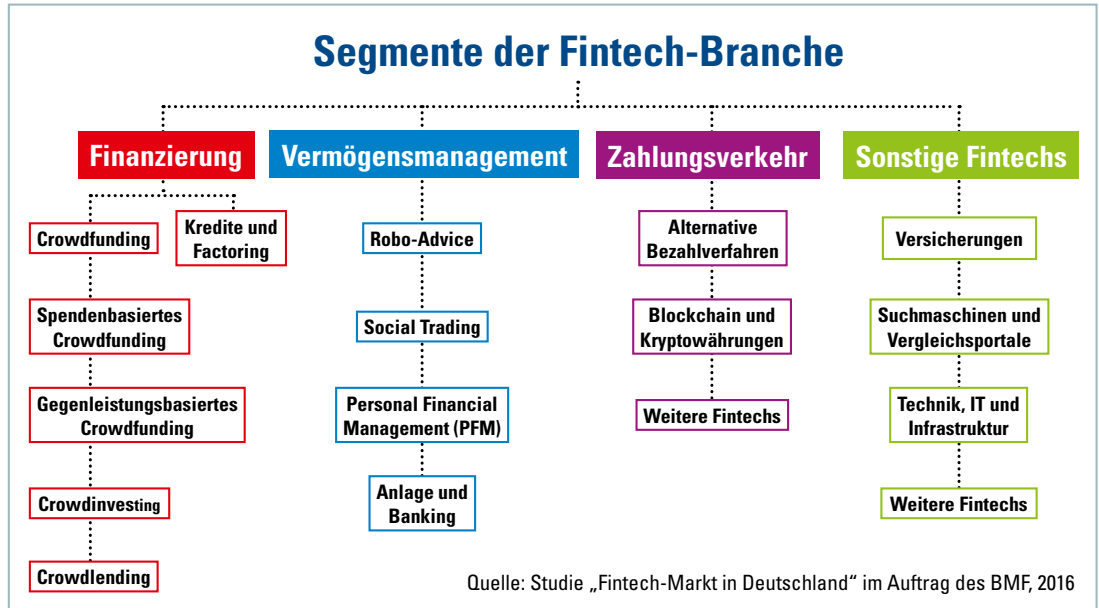 Segmente der Fintech-Branche
Finanzierung
Crowdfunding
Kredite und
Factoring
Spendenbasiertes
Crowdfunding
Gegenleistungsbasiertes
Crowdfunding
Crowdinvesting
Crowdlending
Vermögensmanagement
Robo-Advice
Social Trading
Personal Financial
Management (PFM)
Anlage und
Banking
Zahlungsverkehr
Alternative
Bezahlverfahren
Blockchain und
Kryptowährungen
Weitere Fintechs
Sonstige Fintechs
Versicherungen
Suchmaschinen und
Vergleichsportale
Technik, IT und
Infrastruktur
Weitere Fintechs
Quelle: Studie „Fintech-Markt in Deutschland“ im Auftrag des BMF, 2016